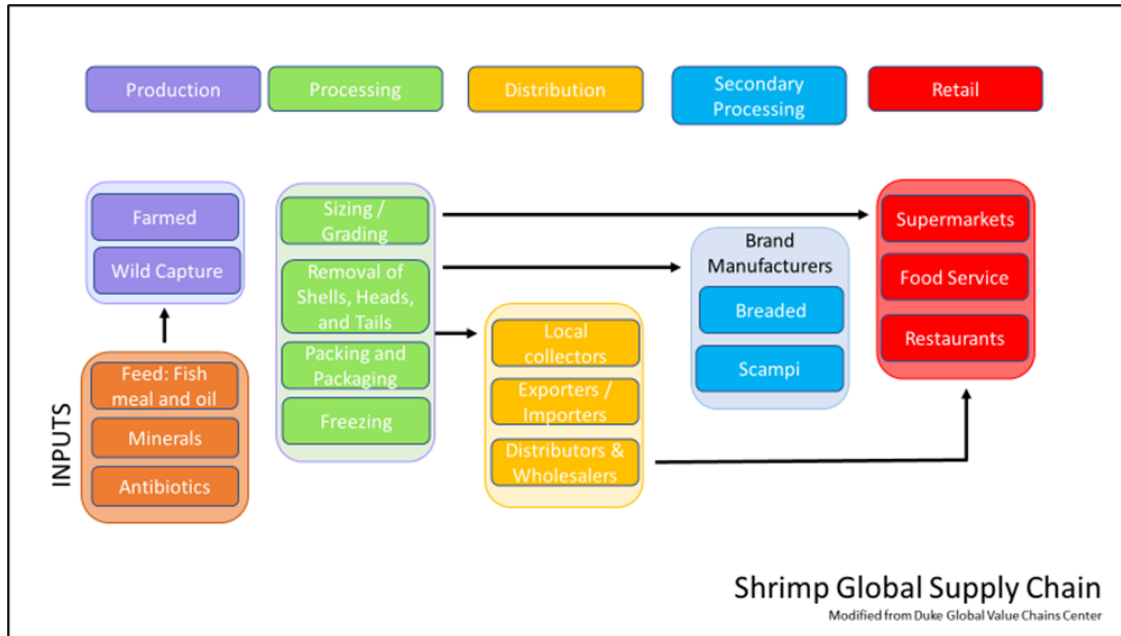 Production
Processing
Distribution
Secondary
Processing
Retail
Farmed
Wild Capture
INPUTS
Feed: Fish
meal and oil
Minerals
Antibiotics
Sizing /
Grading
Removal of
Shells, Heads,
and Tails
Packing and
Packaging
Freezing
Local
collectors
Exporters /
Importers
Distributors &
Wholesalers
Brand
Manufacturers
Breaded
Scampi
Supermarkets
Food Service
Restaurants
Shrimp Global Supply Chain
Modified from Duke Global Value Chains Center